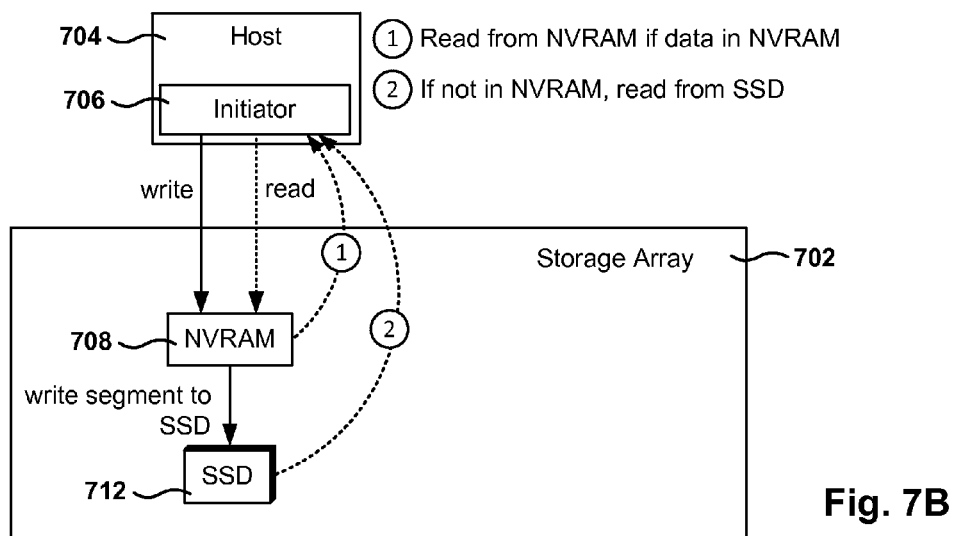 704
Host
1 Read from NVRAM if data in NVRAM
706
Initiator
2 If not in NVRAM, read from SSD
write
read
1
Storage Array
702
708
NVRAM
2
write segment to
SSD
SSD
712
Fig. 7B